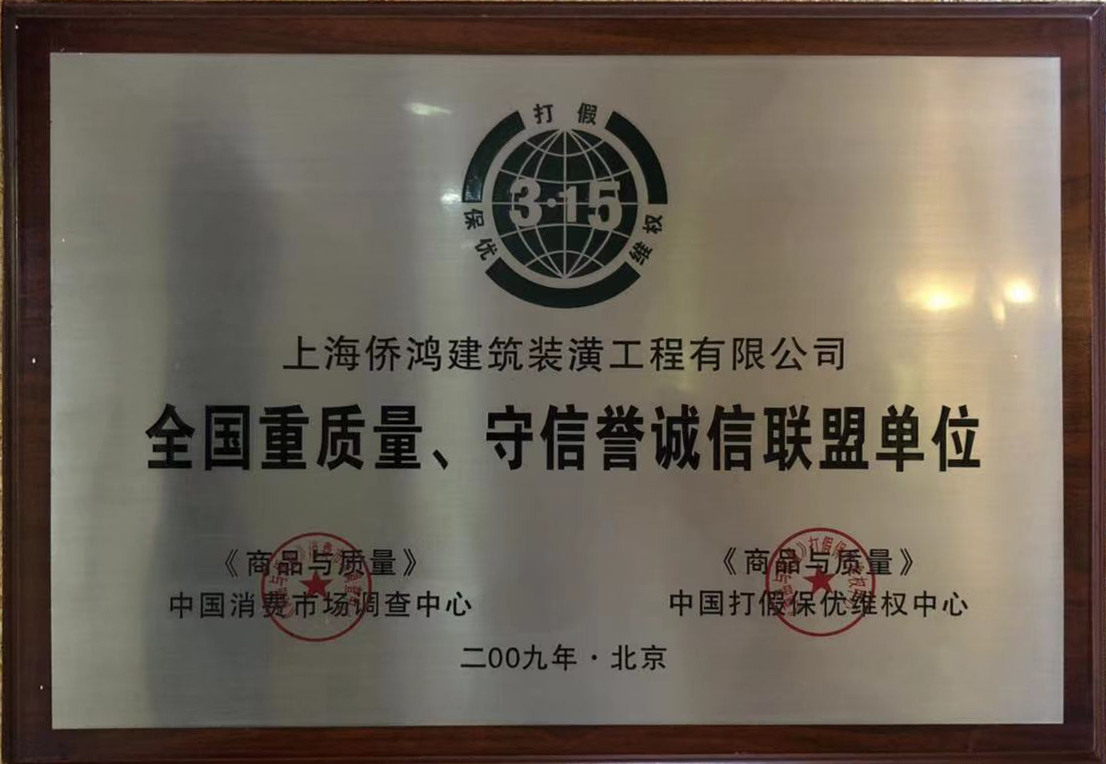 打假
3·15
保优
维权
上海侨鸿建筑装潢工程有限公司
全国重质量、守信誉诚信联盟单位
《商品与质量》
中国消费市场调查中心
《商品与质量》
中国打假保优维权中心
二00九年·北京